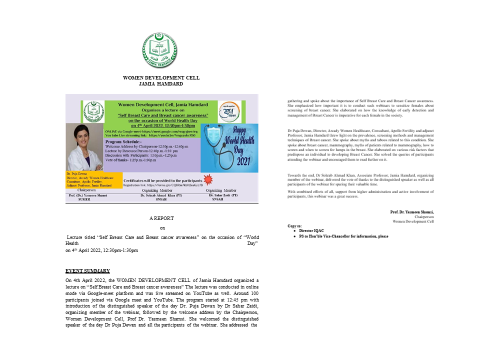 WOMEN DEVELOPMENT CELL
JAMIA HAMDARD
Women Development Cell, Jamia Hamdard
Organises a lecture on
"Self Breast Care and Breast cancer awareness"
on the occasion of World Health Day
on 4th April 2022, 12:30pm-1:30pm
Programme Schedule:
Happy
World
Health
Day
2021
Certificates will be provided to the participants
Chairperson
Organizing Member
Organizing Member
A REPORT
on
Lecture titled "Self Breast Care and Breast cancer awareness" on the occasion of "World
Health Day"
on 4th April 2022, 12:30pm-1:30pm
EVENT SUMMARY
On 4th April 2022, the WOMEN DEVELOPMENT CELL of Jamia Hamdard organized a
lecture on "Self Breast Care and Breast cancer awareness" The lecture was conducted in online
mode via Google-meet platform and was live streamed on YouTube as well. Around 100
participants joined via Google meet and YouTube. The program started at 12:45 pm with
introduction of the distinguished speaker of the day Dr. Puja Dewan by Dr Sabar Zaidi,
organizing member of the webinar, followed by the welcome address by the Chairperson,
Women Development Cell, Prof Dr. Yasmeen Shamsi. She welcomed the distinguished
speaker of the day Dr Puja Dewan and all the participants of the webinar. She addressed the
gathering and spoke about the importance of Self Breast Care and Breast Cancer awareness.
She emphasized how important it is to conduct such webinars to sensitize females about
screening of breast cancer. She elaborated on how the knowledge of early detection and
management of Breast Cancer is imperative for each female in the society.
Dr Puja Dewan, Director, Arcady Women Healthcare, Consultant, Apollo Fertility and adjunct
Professor, Jamia Hamdard threw light on the prevalence, screening methods and management
techniques of Breast cancer. She spoke about myths and taboos related to this condition. She
spoke about breast cancer, mammography, myths of patients related to mammography, how to
assess and when to screen for lumps in the breast. She elaborated on various risk factors that
predispose an individual to developing Breast Cancer. She solved the queries of participants
attending the webinar and encouraged them to read further on it.
Towards the end, Dr Sohaib Ahmad Khan, Associate Professor, Jamia Hamdard, organizing
member of the webinar, delivered the vote of thanks to the distinguished speaker as well as all
participants of the webinar for sparing their valuable time.
With combined efforts of all, support from higher administration and active involvement of
participants, this webinar was a great success.
Prof. Dr. Yasmeen Shamsi,
Chairperson
Women Development Cell
Copy to:
• Director IQAC
• PS to Hon'ble Vice-Chancellor for information, please